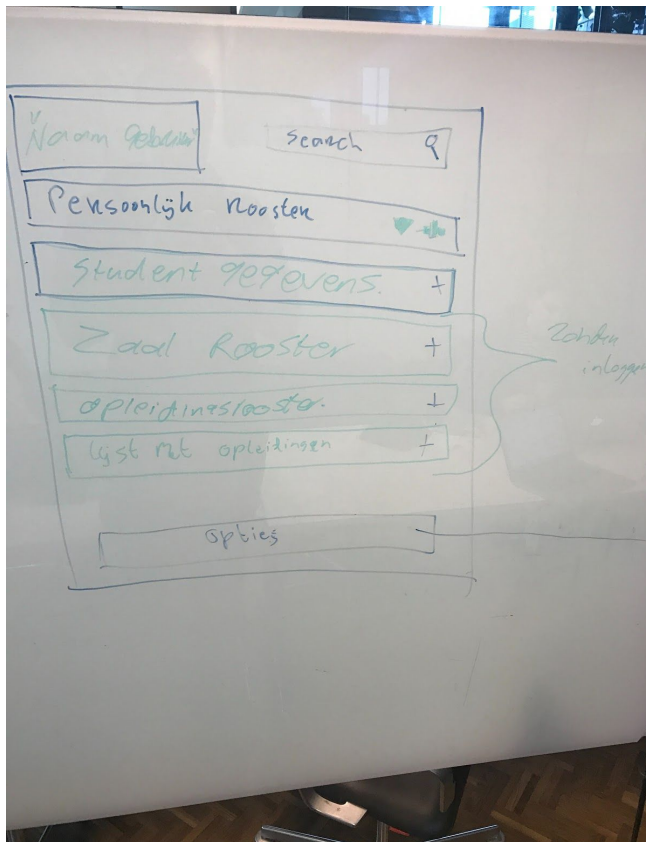 Naam gebruiker
Search
Persoonlijk Rooster
Student gegevens.
+
Zaal Rooster
+
Zonder
inloggen
opleidingsrooster.
+
lijst met opleidingen
+
opties